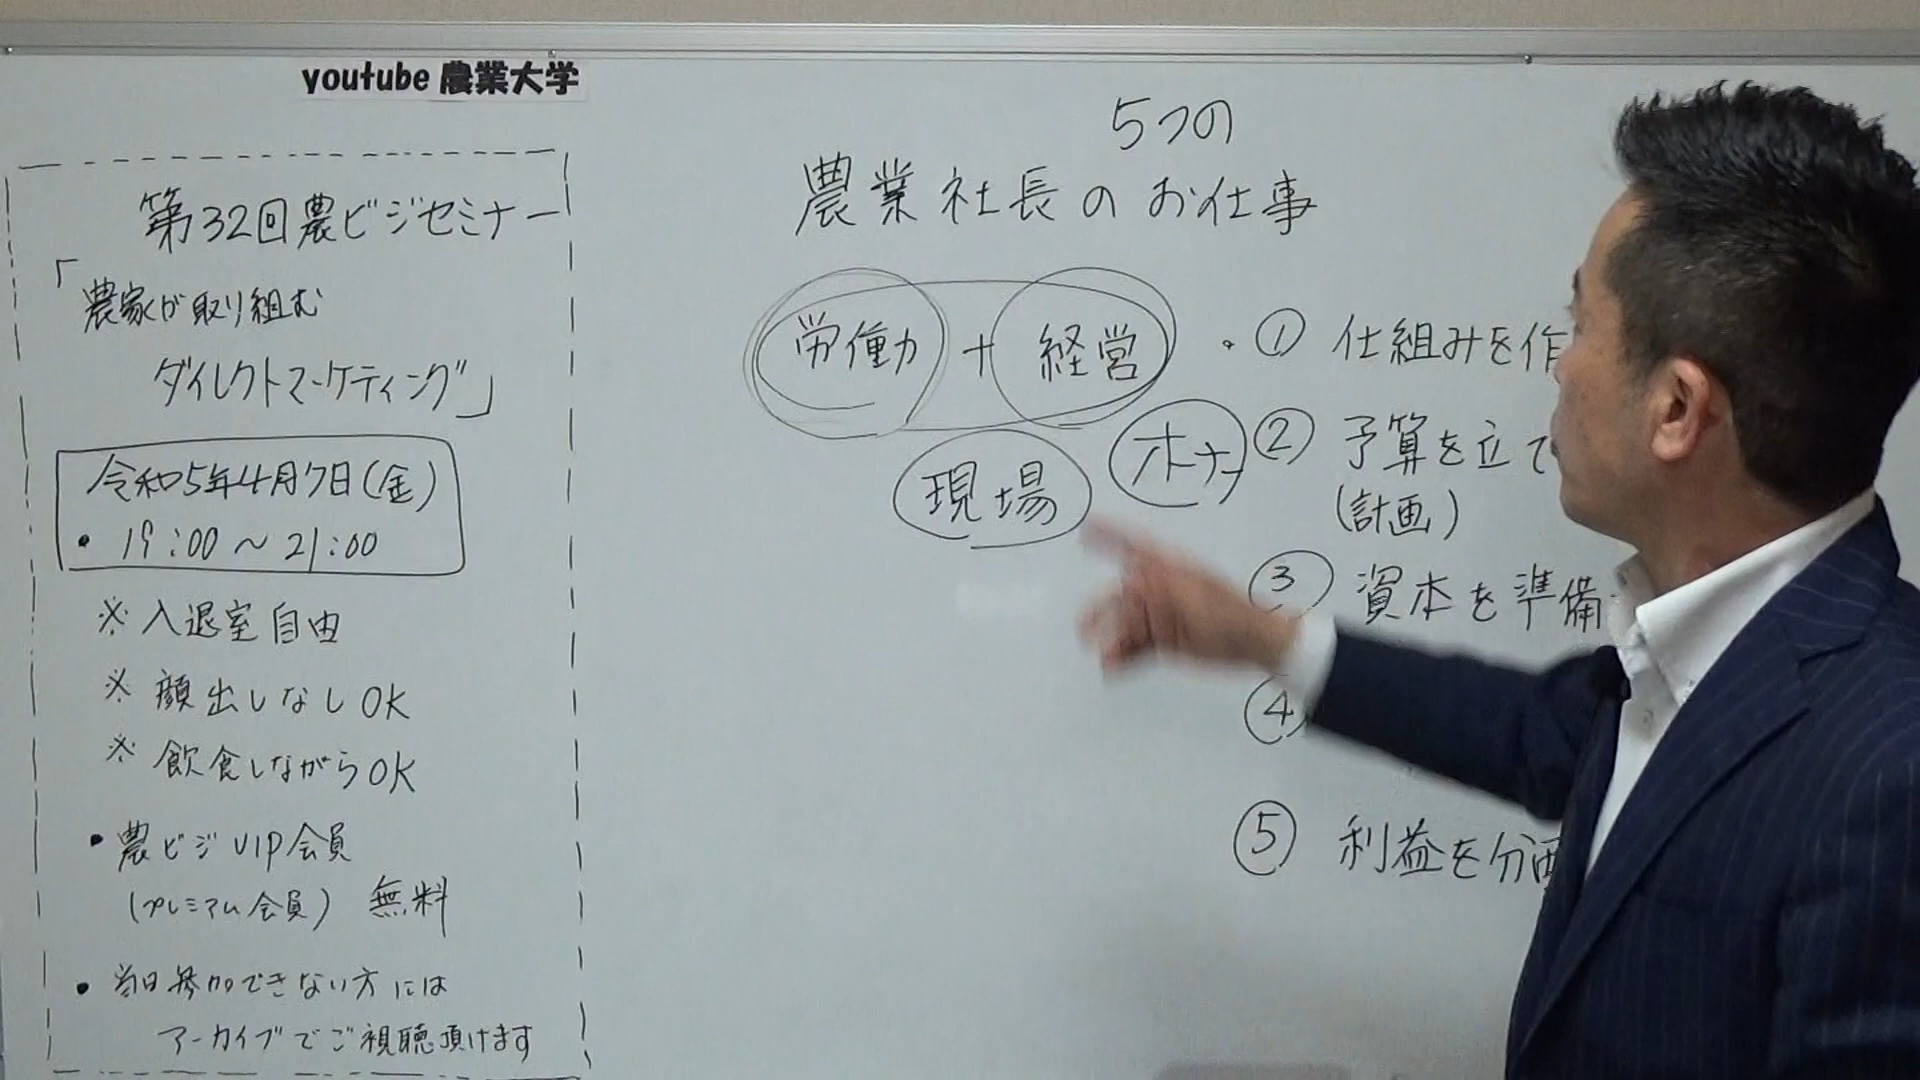 youtube 農業大学
第32回農ビジセミナー
「農家が取り組む
ダイレクトマーケティング」
令和5年4月7日(金)
・19:00～21:00
※入退室自由
※顔出しなしOK
※飲食しながらOK
・農ビジVIP会員
(プレミアム会員) 無料
・当日参加できない方には
アーカイブでご視聴頂けます
5つの
農業社長のお仕事
労働力 + 経営
現場
オーナー
・① 仕組みを作
② 予算を立て
(計画)
③ 資本を準備
④
⑤ 利益を分